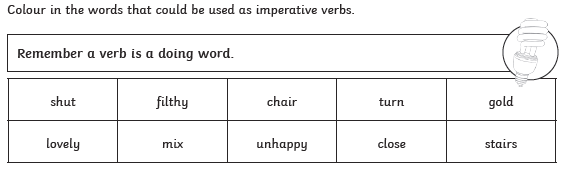 Colour in the words that could be used as imperative verbs.
Remember a verb is a doing word.
shut filthy chair turn gold
lovely mix unhappy close stairs